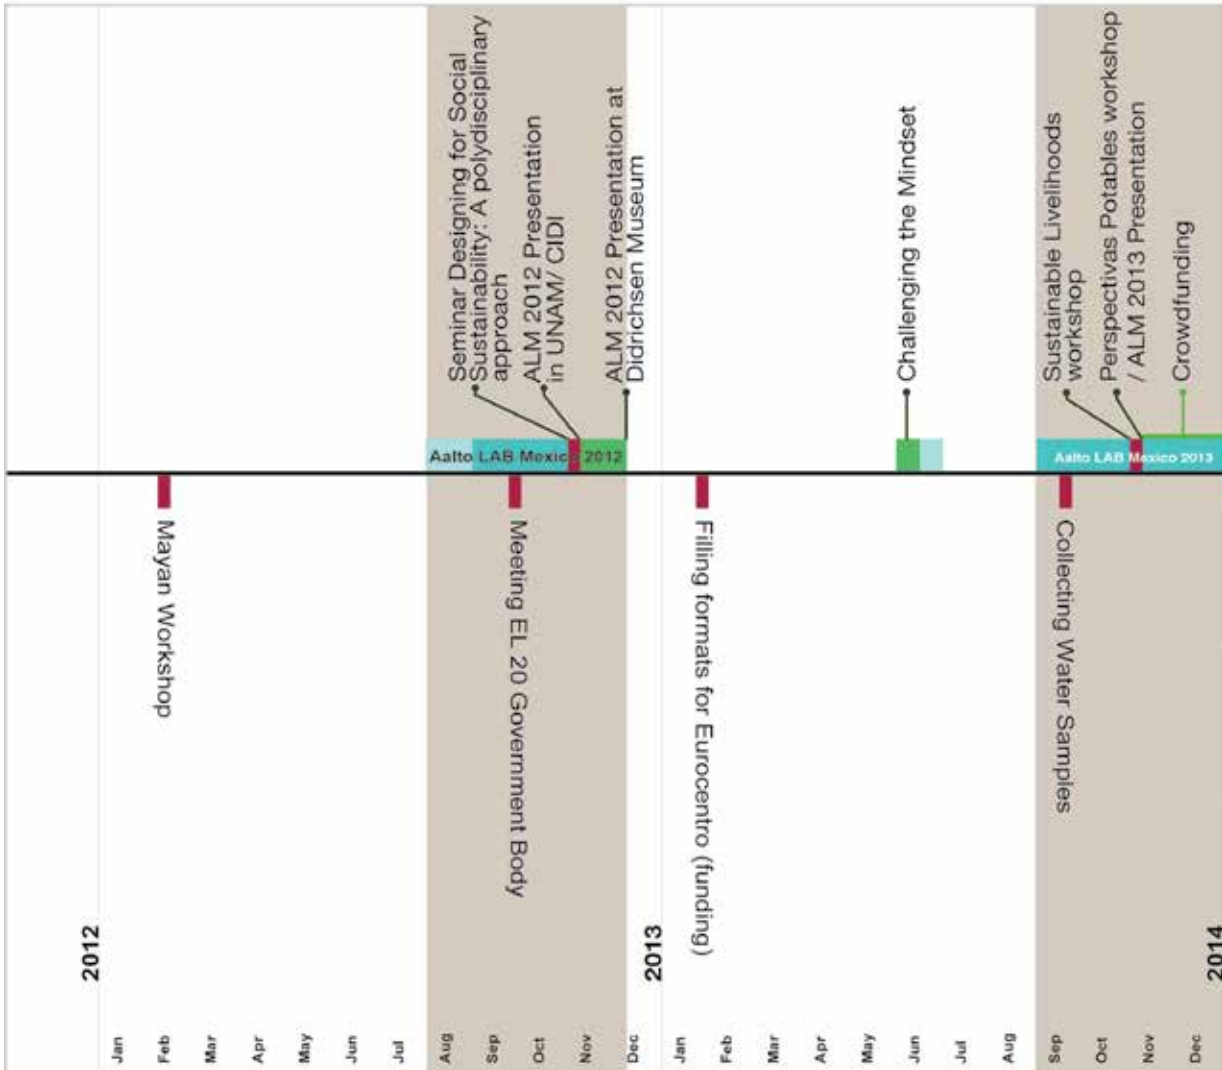 Seminar Designing for Social
Sustainability: A polydisciplinary
approach
ALM 2012 Presentation
in UNAM/ CIDI
ALM 2012 Presentation at
Didrichsen Museum
Challenging the Mindset
Sustainable Livelihoods
workshop
Perspectivas Potables workshop
/ ALM 2013 Presentation
Crowdfunding
Aalto LAB Mexico 2012
Aalto LAB Mexico 2013
Mayan Workshop
Meeting EL 20 Government Body
Filling formats for Eurocentro (funding)
Collecting Water Samples
2012
2013
2014
Jan
Feb
Mar
Apr
May
Jun
Jul
Aug
Sep
Oct
Nov
Dec
Jan
Feb
Mar
Apr
May
Jun
Jul
Aug
Sep
Oct
Nov
Dec